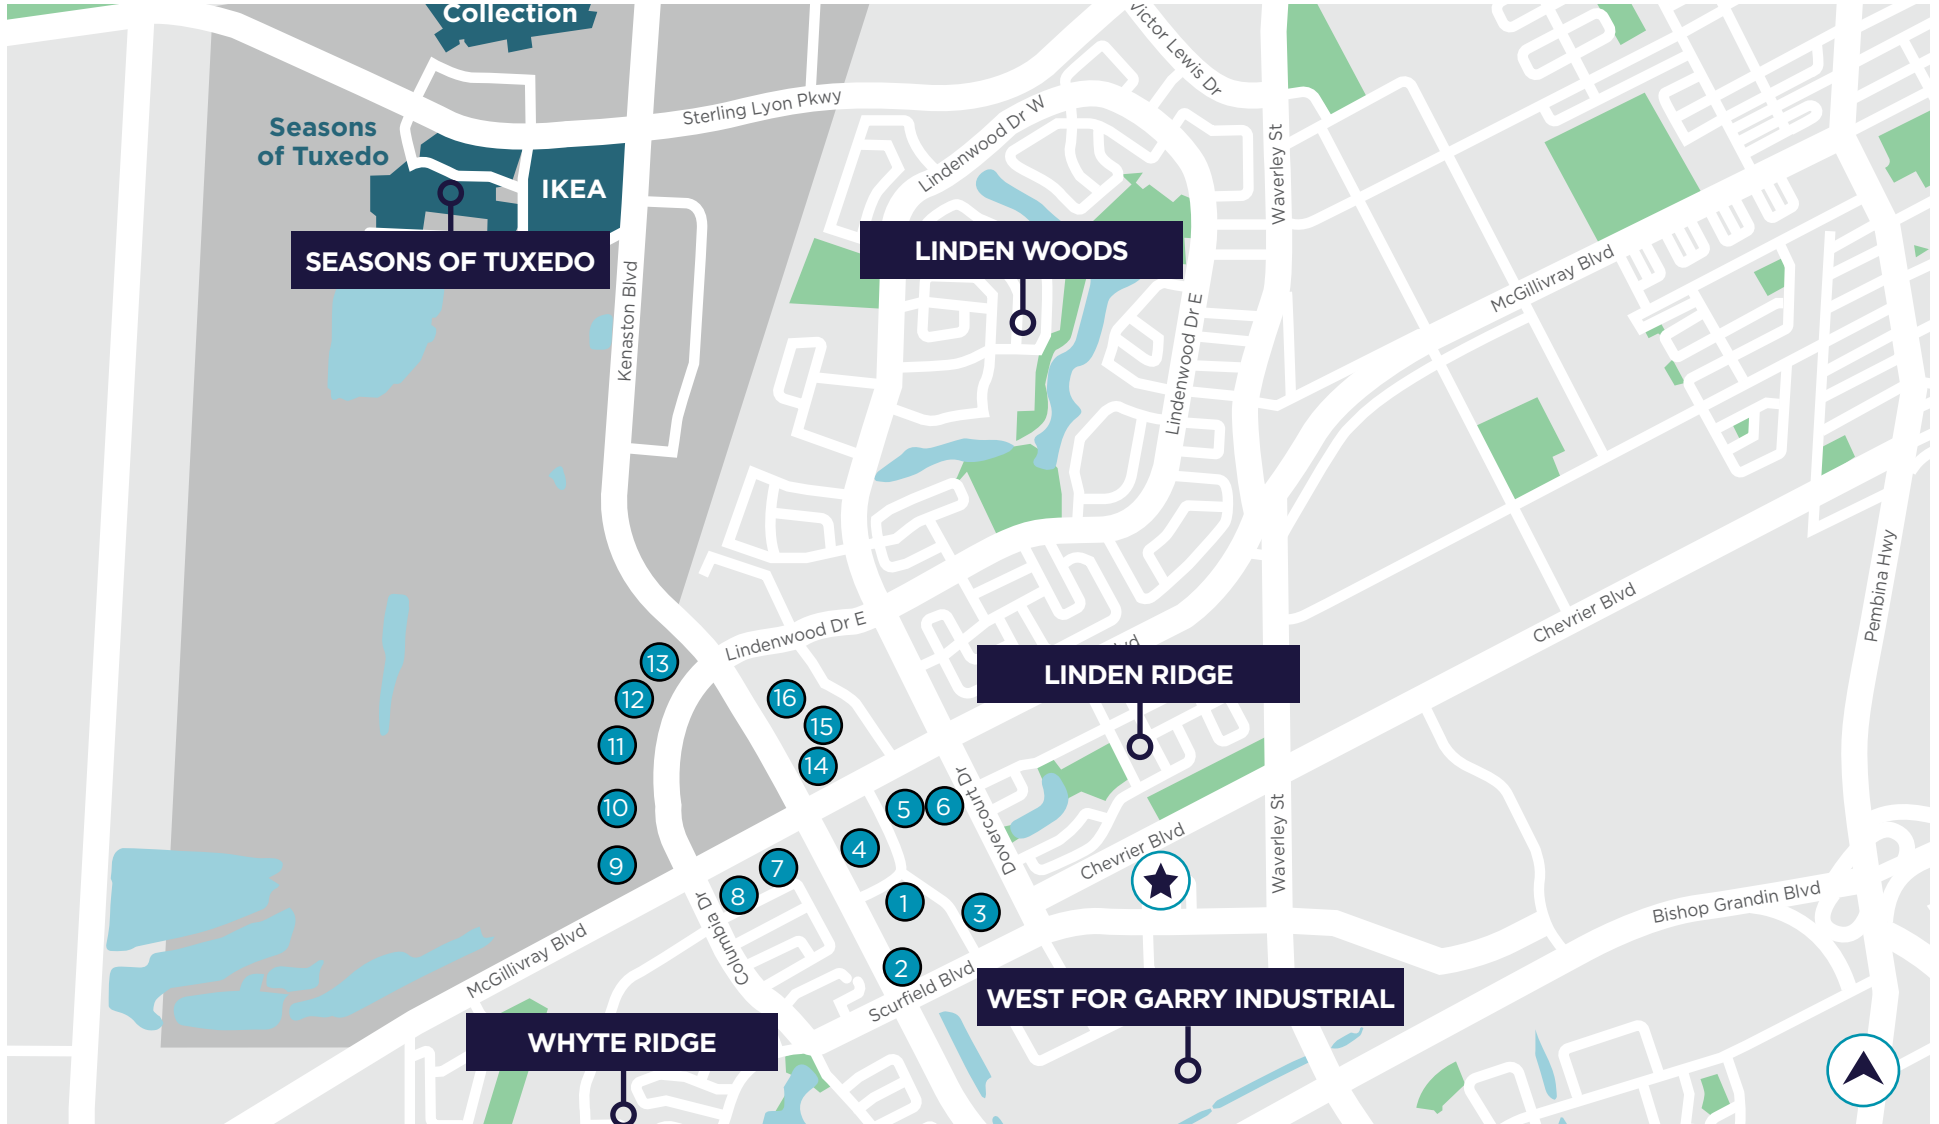 Collection
Victor Lewis Dr
Sterling Lyon Pkwy
Seasons
of Tuxedo
IKEA
Lindenwood Dr W
Waverley St
SEASONS OF TUXEDO
LINDEN WOODS
Kenaston Blvd
McGillivray Blvd
Lindenwood Dr E
Pembina Hwy
Chevrier Blvd
Lindenwood Dr E
13
12
11
10
9
16
15
14
LINDEN RIDGE
5
6
4
7
8
1
3
2
Dovercourt Dr
Chevrier Blvd
Waverley St
Columbia Dr
McGillivray Blvd
Scurfield Blvd
Bishop Grandin Blvd
WEST FOR GARRY INDUSTRIAL
WHYTE RIDGE